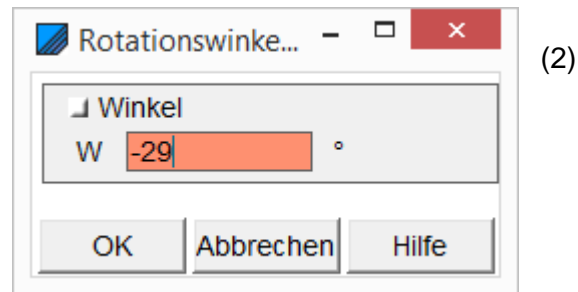 Rotationswinke...
(2)
Winkel
W -29 °
OK Abbrechen Hilfe